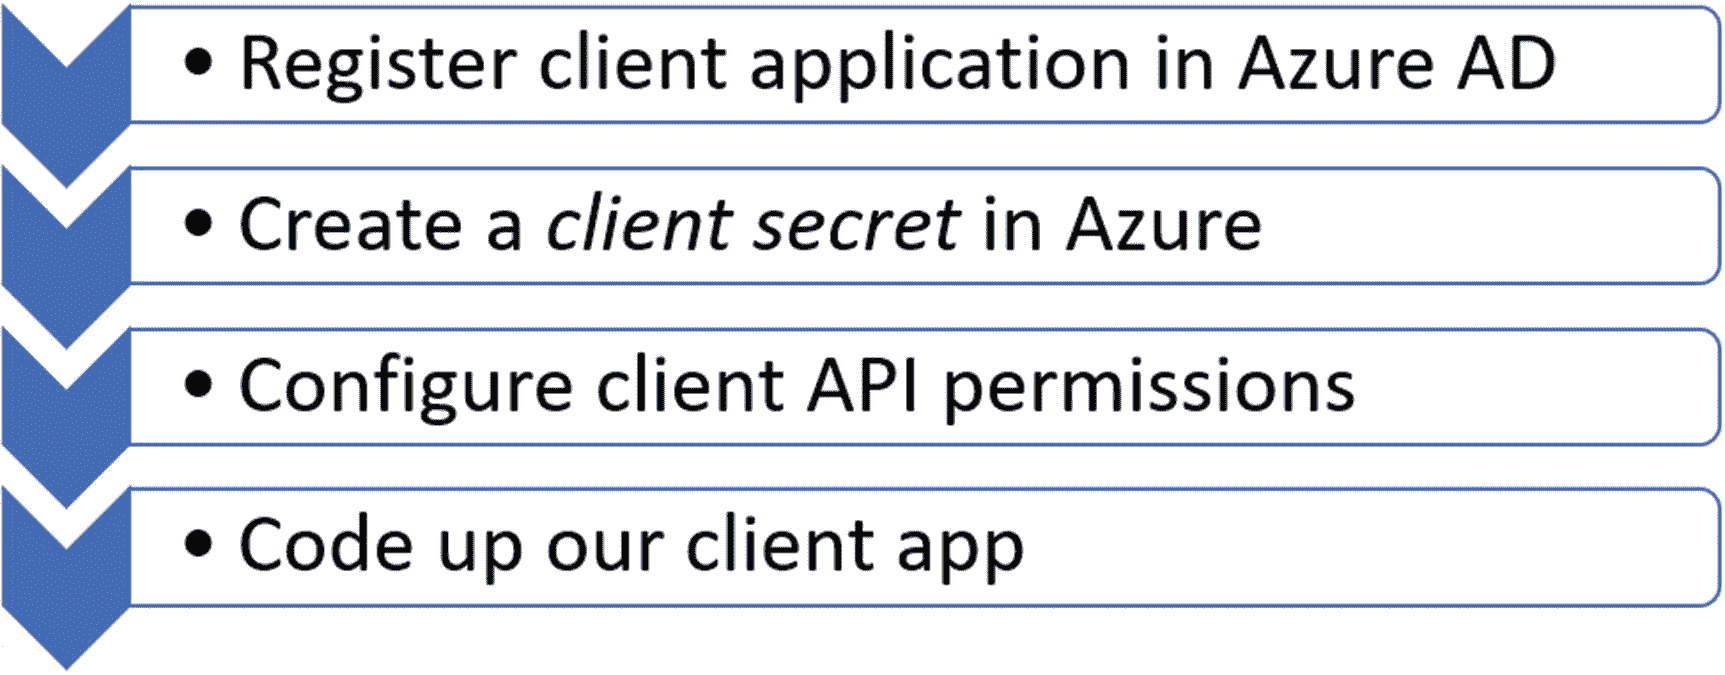 • Register client application in Azure AD
• Create a client secret in Azure
• Configure client API permissions
• Code up our client app